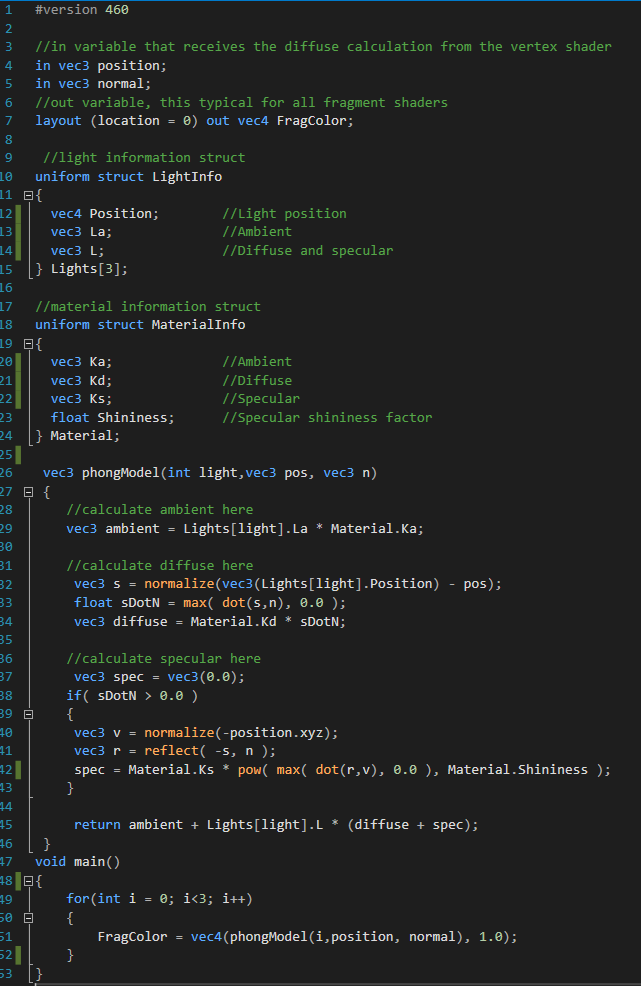 1 #version 460
2
3 //in variable that receives the diffuse calculation from the vertex shader
4 in vec3 position;
5 in vec3 normal;
6 //out variable, this typical for all fragment shaders
7 layout (location = 0) out vec4 FragColor;
8
9 //light information struct
10 uniform struct LightInfo
11 {
12 vec4 Position; //Light position
13 vec3 La; //Ambient
14 vec3 L; //Diffuse and specular
15 } Lights[3];
16
17 //material information struct
18 uniform struct MaterialInfo
19 {
20 vec3 Ka; //Ambient
21 vec3 Kd; //Diffuse
22 vec3 Ks; //Specular
23 float Shininess; //Specular shininess factor
24 } Material;
25
26 vec3 phongModel(int light,vec3 pos, vec3 n)
27 {
28 //calculate ambient here
29 vec3 ambient = Lights[light].La * Material.Ka;
30
31 //calculate diffuse here
32 vec3 s = normalize(vec3(Lights[light].Position) - pos);
33 float sDotN = max( dot(s,n), 0.0 );
34 vec3 diffuse = Material.Kd * sDotN;
35
36 //calculate specular here
37 vec3 spec = vec3(0.0);
38 if( sDotN > 0.0 )
39 {
40 vec3 v = normalize(-position.xyz);
41 vec3 r = reflect( -s, n );
42 spec = Material.Ks * pow( max( dot(r,v), 0.0 ), Material.Shininess );
43 }
44
45 return ambient + Lights[light].L * (diffuse + spec);
46 }
47 void main()
48 {
49 for(int i = 0; i<3; i++)
50 {
51 FragColor = vec4(phongModel(i,position, normal), 1.0);
52 }
53 }